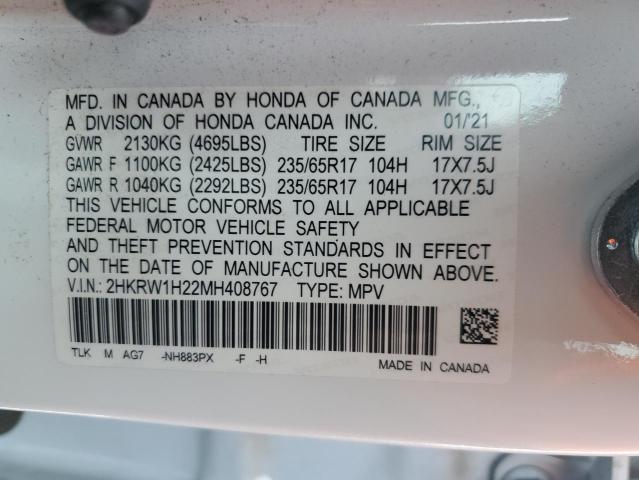 MFD. IN CANADA BY HONDA OF CANADA MFG.,
A DIVISION OF HONDA CANADA INC. 01/'21
GVWR 2130KG (4695LBS) TIRE SIZE RIM SIZE
GAWR F 1100KG (2425LBS) 235/65R17 104H 17X7.5J
GAWR R 1040KG (2292LBS) 235/65R17 104H 17X7.5J
THIS VEHICLE CONFORMS TO ALL APPLICABLE
FEDERAL MOTOR VEHICLE SAFETY
AND THEFT PREVENTION STANDARDS IN EFFECT
ON THE DATE OF MANUFACTURE SHOWN ABOVE.
V.I.N.: 2HKRW1H22MH408767 TYPE: MPV
TLK M AG7 -NH883PX -F -H MADE IN CANADA